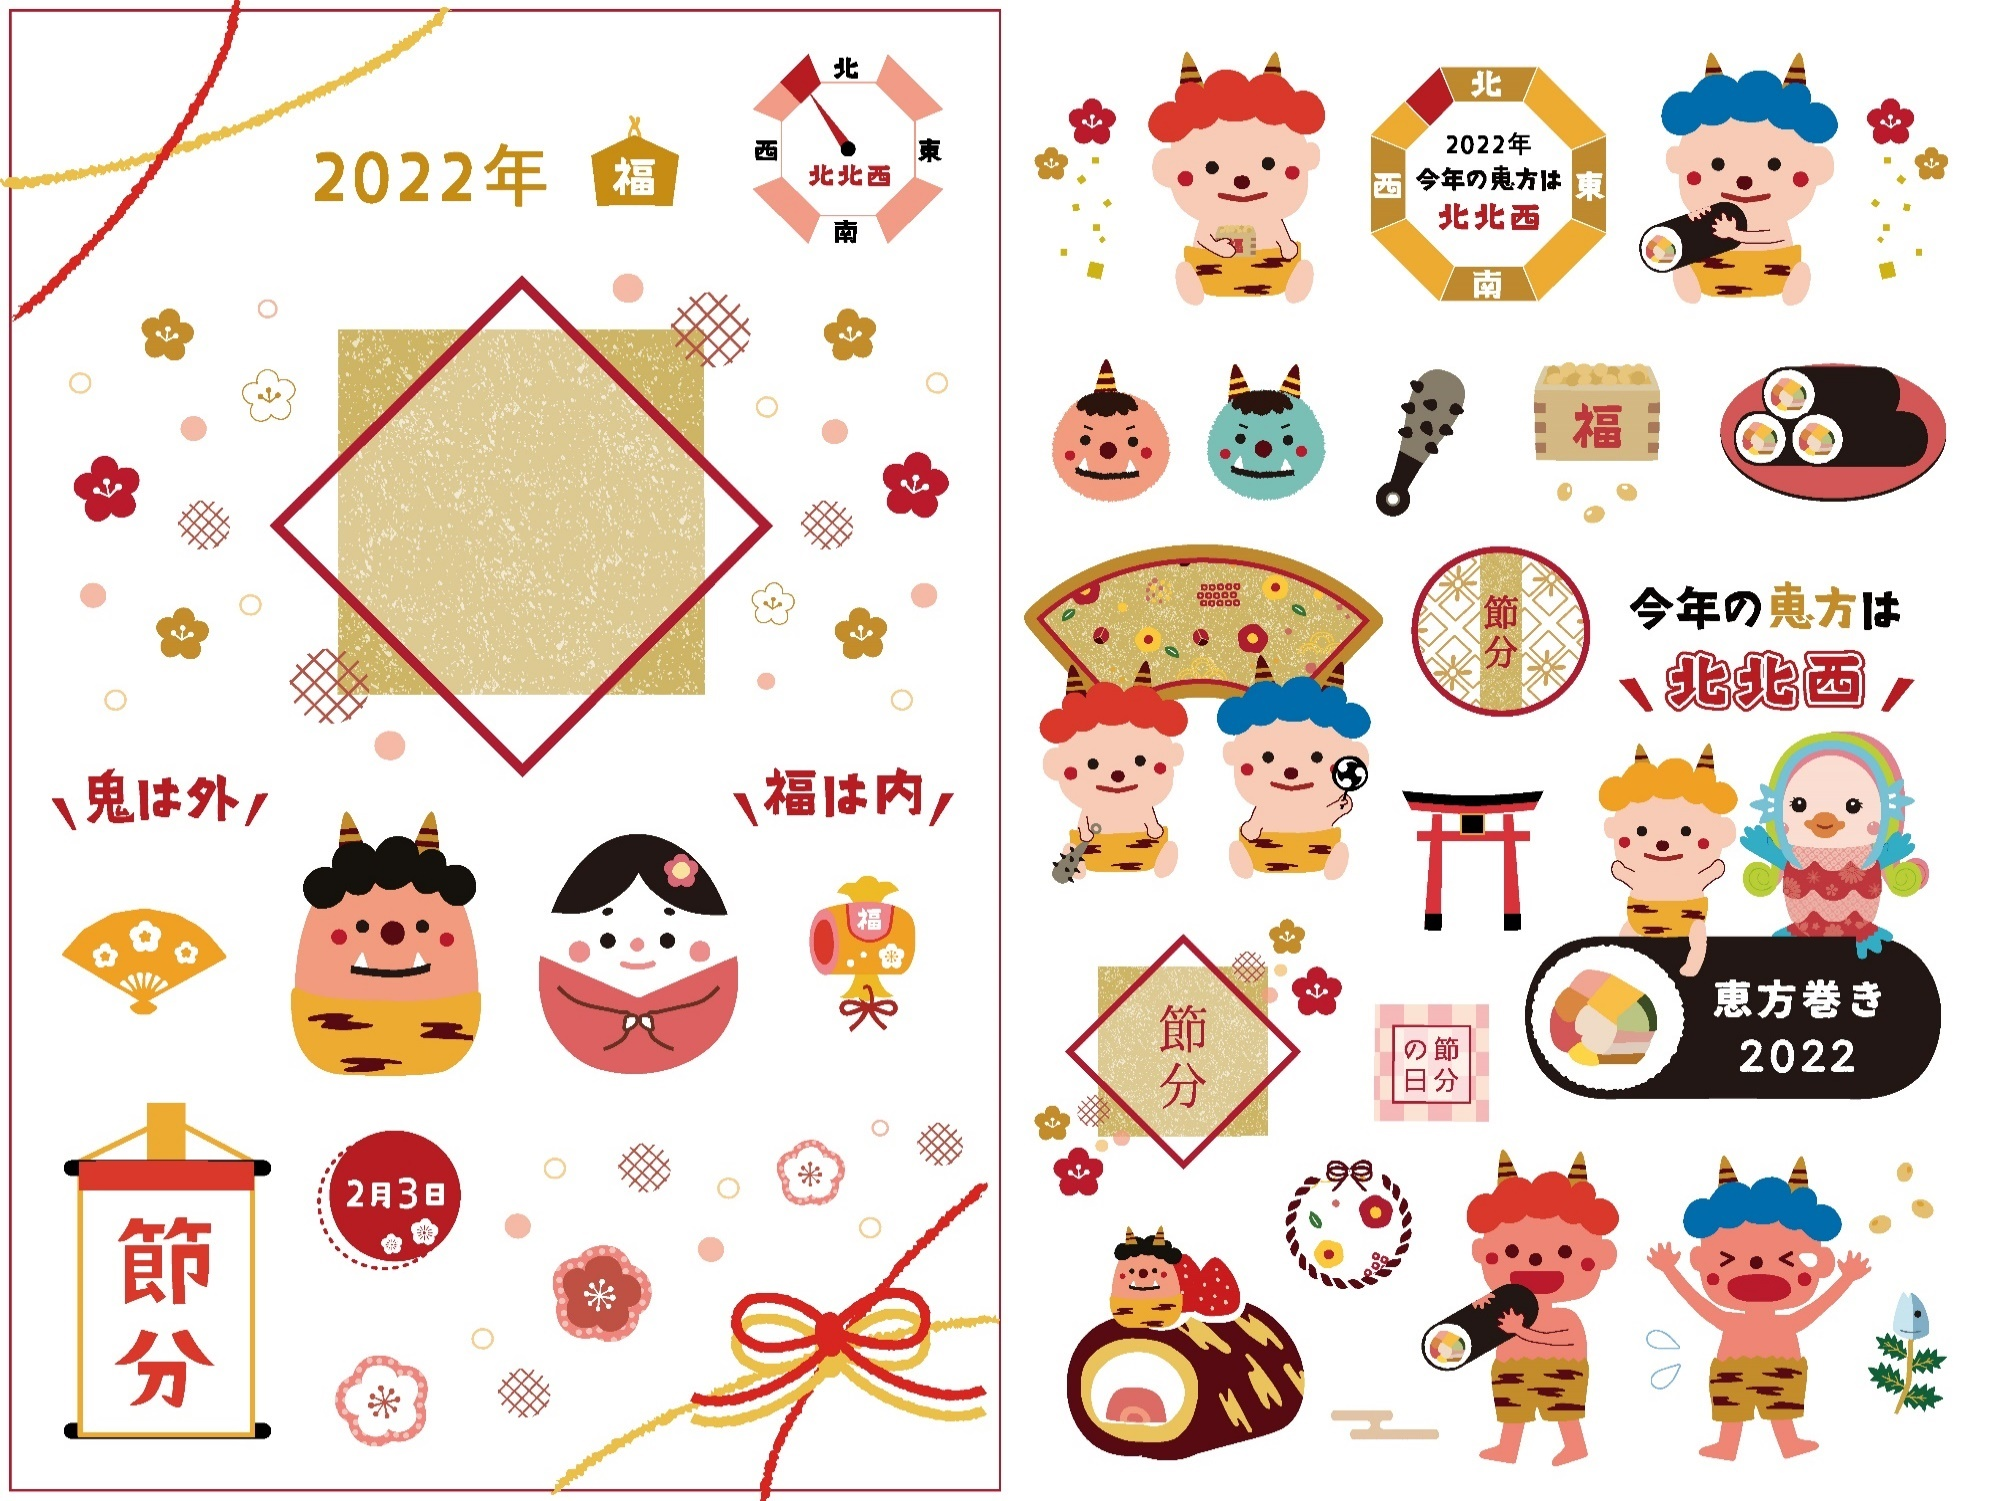 2022年
福
北
西
東
北北西
南
鬼は外
福は内
福
節分
2月3日
北
2022年
今年の恵方は
北北西
西
東
南
福
福
節分
今年の恵方は
北北西
恵方巻き
2022
節分
節分
の日